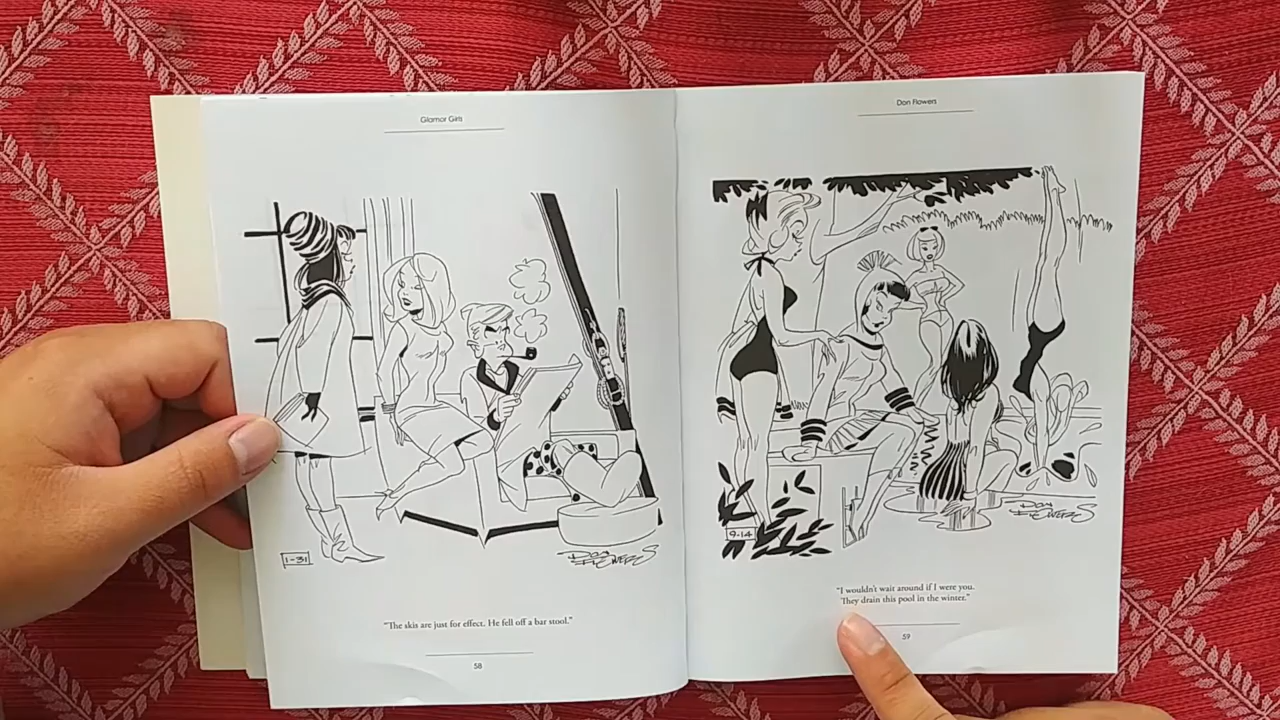 Glamor Girls
1-31
Don Flowers
"The skis are just for effect. He fell off a bar stool."
58
Don Flowers
9-14
Don Flowers
"I wouldn't wait around if I were you.
They drain this pool in the winter."
59